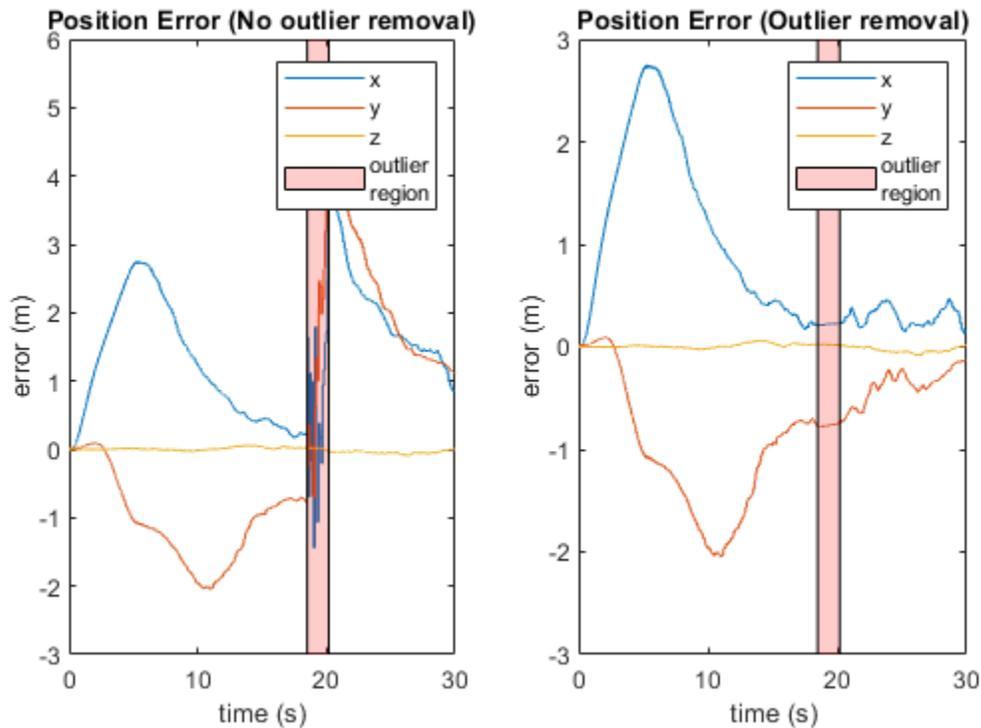 Position Error (No outlier removal)
6
5
4
3
2
1
0
-1
-2
-3
error (m)
x
y
z
outlier
region
0
10
20
30
time (s)
Position Error (Outlier removal)
3
2
1
0
-1
-2
-3
error (m)
x
y
z
outlier
region
0
10
20
30
time (s)